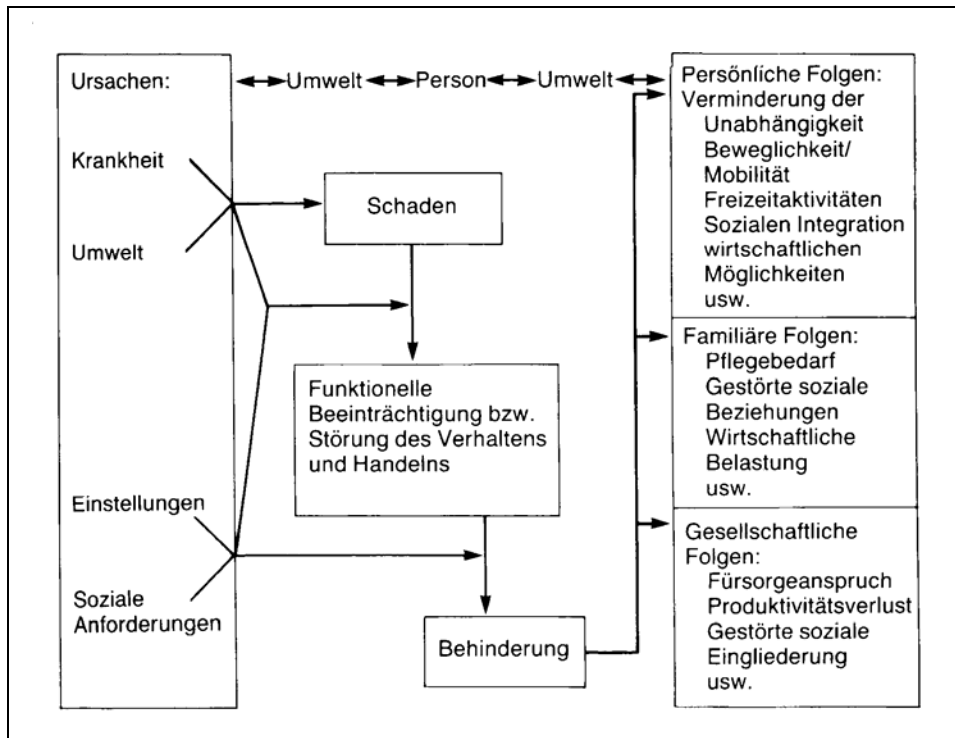 Ursachen:
Umwelt Person Umwelt
Krankheit
Umwelt
Einstellungen
Soziale
Anforderungen
Schaden
Funktionelle
Beeinträchtigung bzw.
Störung des Verhaltens
und Handelns
Behinderung
Persönliche Folgen:
Verminderung der
Unabhängigkeit
Beweglichkeit/
Mobilität
Freizeitaktivitäten
Sozialen Integration
wirtschaftlichen
Möglichkeiten
usw.
Familiäre Folgen:
Pflegebedarf
Gestörte soziale
Beziehungen
Wirtschaftliche
Belastung
usw.
Gesellschaftliche
Folgen:
Fürsorgeanspruch
Produktivitätsverlust
Gestörte soziale
Eingliederung
usw.